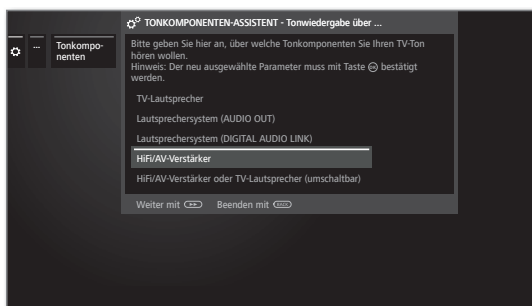 TONKOMPONENTEN-ASSISTENT - Tonwiedergabe über ...
...
Tonkompo-
nenten
Bitte geben Sie hier an, über welche Tonkomponenten Sie Ihren TV-Ton
hören wollen.
Hinweis: Der neu ausgewählte Parameter muss mit Taste OK bestätigt
werden.
TV-Lautsprecher
Lautsprechersystem (AUDIO OUT)
Lautsprechersystem (DIGITAL AUDIO LINK)
HiFi/AV-Verstärker
HiFi/AV-Verstärker oder TV-Lautsprecher (umschaltbar)
Weiter mit Beenden mit BACK